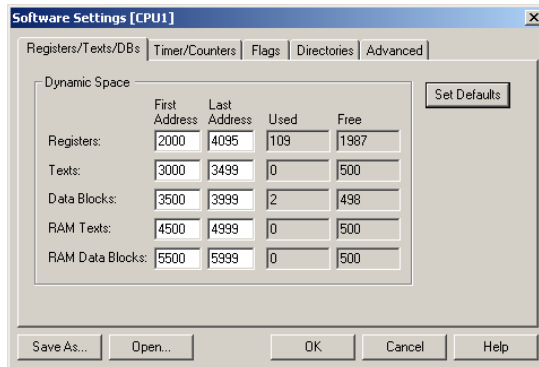 Software Settings [CPU1]
Registers/Texts/DBs Timer/Counters Flags Directories Advanced
Dynamic Space
Set Defaults
First Address Last Address Used Free
Registers: 2000 4095 109 1987
Texts: 3000 3499 0 500
Data Blocks: 3500 3999 2 498
RAM Texts: 4500 4999 0 500
RAM Data Blocks: 5500 5999 0 500
Save As... Open... OK Cancel Help